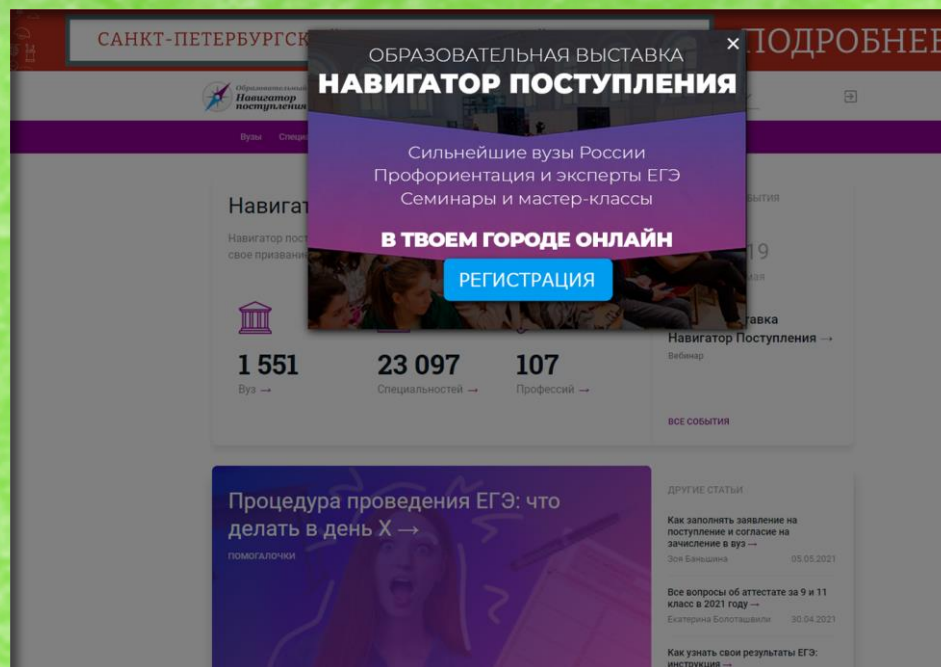 САНКТ-ПЕТЕРБУРГСК
ПОДРОБНЕЕ
ОБРАЗОВАТЕЛЬНАЯ ВЫСТАВКА
НАВИГАТОР ПОСТУПЛЕНИЯ
×
Образовательный
Навигатор
поступления
Вузы Специ
Сильнейшие вузы России
Профориентация и эксперты ЕГЭ
Семинары и мастер-классы
В ТВОЕМ ГОРОДЕ ОНЛАЙН
РЕГИСТРАЦИЯ
Навигат
Навигатор пост
свое призвание
1 551
Вуз →
23 097
Специальностей →
107
Профессий →
19
мая
Навигатор Поступления →
Вебинар
ВСЕ СОБЫТИЯ
Процедура проведения ЕГЭ: что
делать в день Х →
ПОМОГАЛОЧКИ
ДРУГИЕ СТАТЬИ
Как заполнять заявление на
поступление и согласие на
зачисление в вуз →
Зоя Баньшина 05.05.2021
Все вопросы об аттестате за 9 и 11
класс в 2021 году →
Екатерина Болоташвили 30.04.2021
Как узнать свои результаты ЕГЭ:
инструкция →